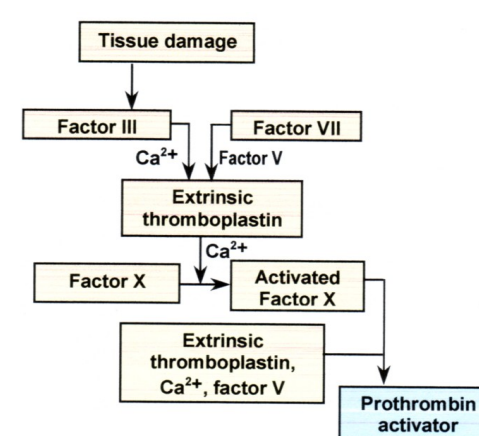 Tissue damage
Factor III
Factor VII
Ca²⁺
Factor V
Extrinsic
thromboplastin
Ca²⁺
Factor X
Activated
Factor X
Extrinsic
thromboplastin,
Ca²⁺, factor V
Prothrombin
activator